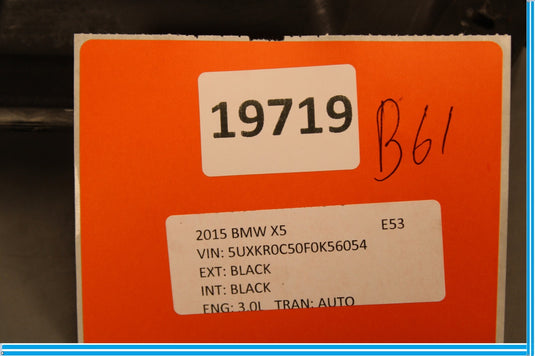 19719
B61
2015 BMW X5 E53
VIN: 5UXKR0C50F0K56054
EXT: BLACK
INT: BLACK
ENG: 3.0L TRAN: AUTO